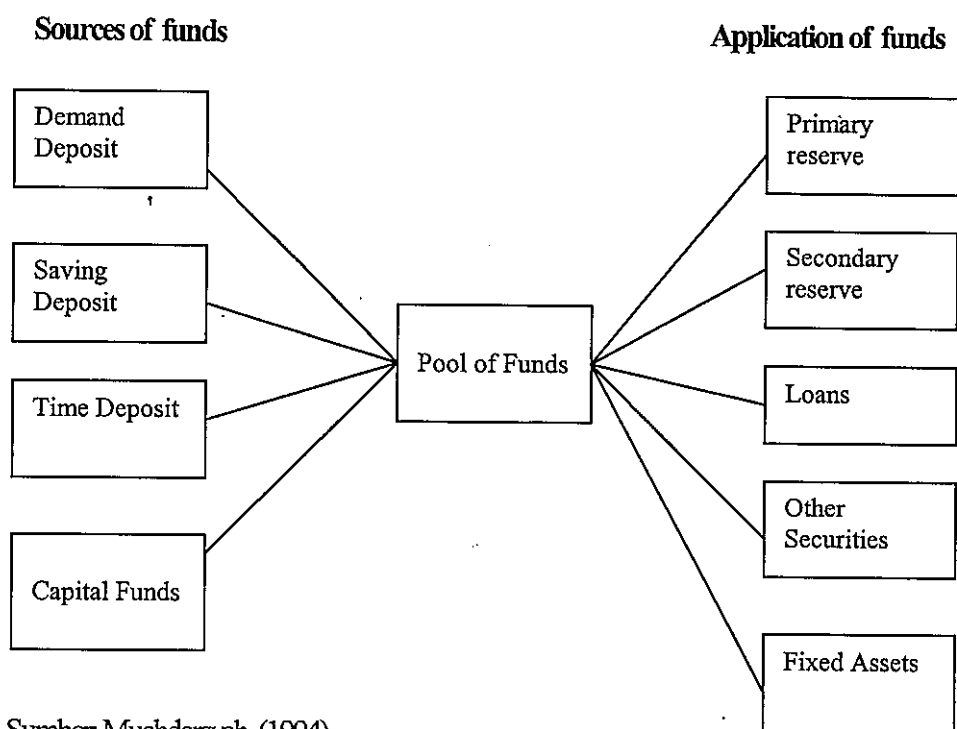 Sources of funds
Application of funds
Demand
Deposit
Saving
Deposit
Time Deposit
Capital Funds
Pool of Funds
Primary
reserve
Secondary
reserve
Loans
Other
Securities
Fixed Assets
(1994)